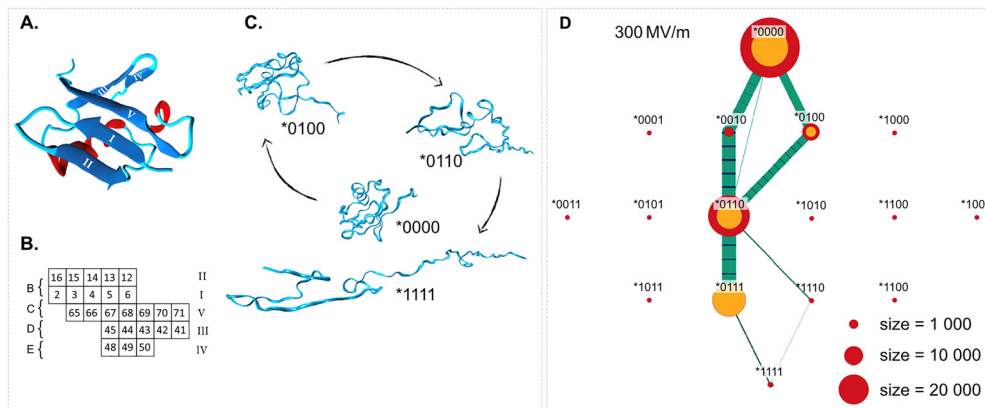 A.
III
IV
V
I
II
B.
16 15 14 13 12 II
B {
2 3 4 5 6 I
C {
65 66 67 68 69 70 71 V
D {
45 44 43 42 41 III
E {
48 49 50 IV
C.
*0100
*0110
*0000
*1111
D
300 MV/m
*0000
*0001
*0010
*0100
*1000
*0011
*0101
*0110
*1010
*1100
*100
*1011
*0111
*1110
*1100
*1111
size = 1 000
size = 10 000
size = 20 000